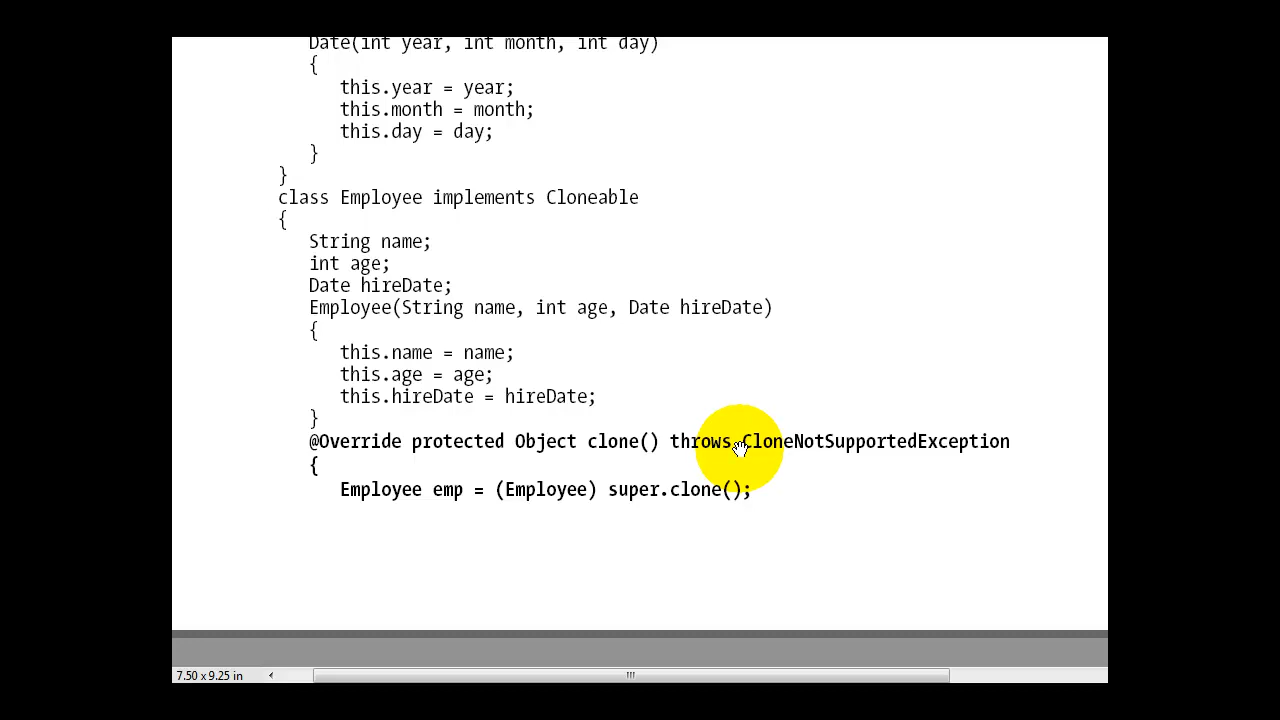 Date(int year, int month, int day)
{
this.year = year;
this.month = month;
this.day = day;
}
}
class Employee implements Cloneable
{
String name;
int age;
Date hireDate;
Employee(String name, int age, Date hireDate)
{
this.name = name;
this.age = age;
this.hireDate = hireDate;
}
@Override protected Object clone() throws CloneNotSupportedException
{
Employee emp = (Employee) super.clone();
7.50 x 9.25 in